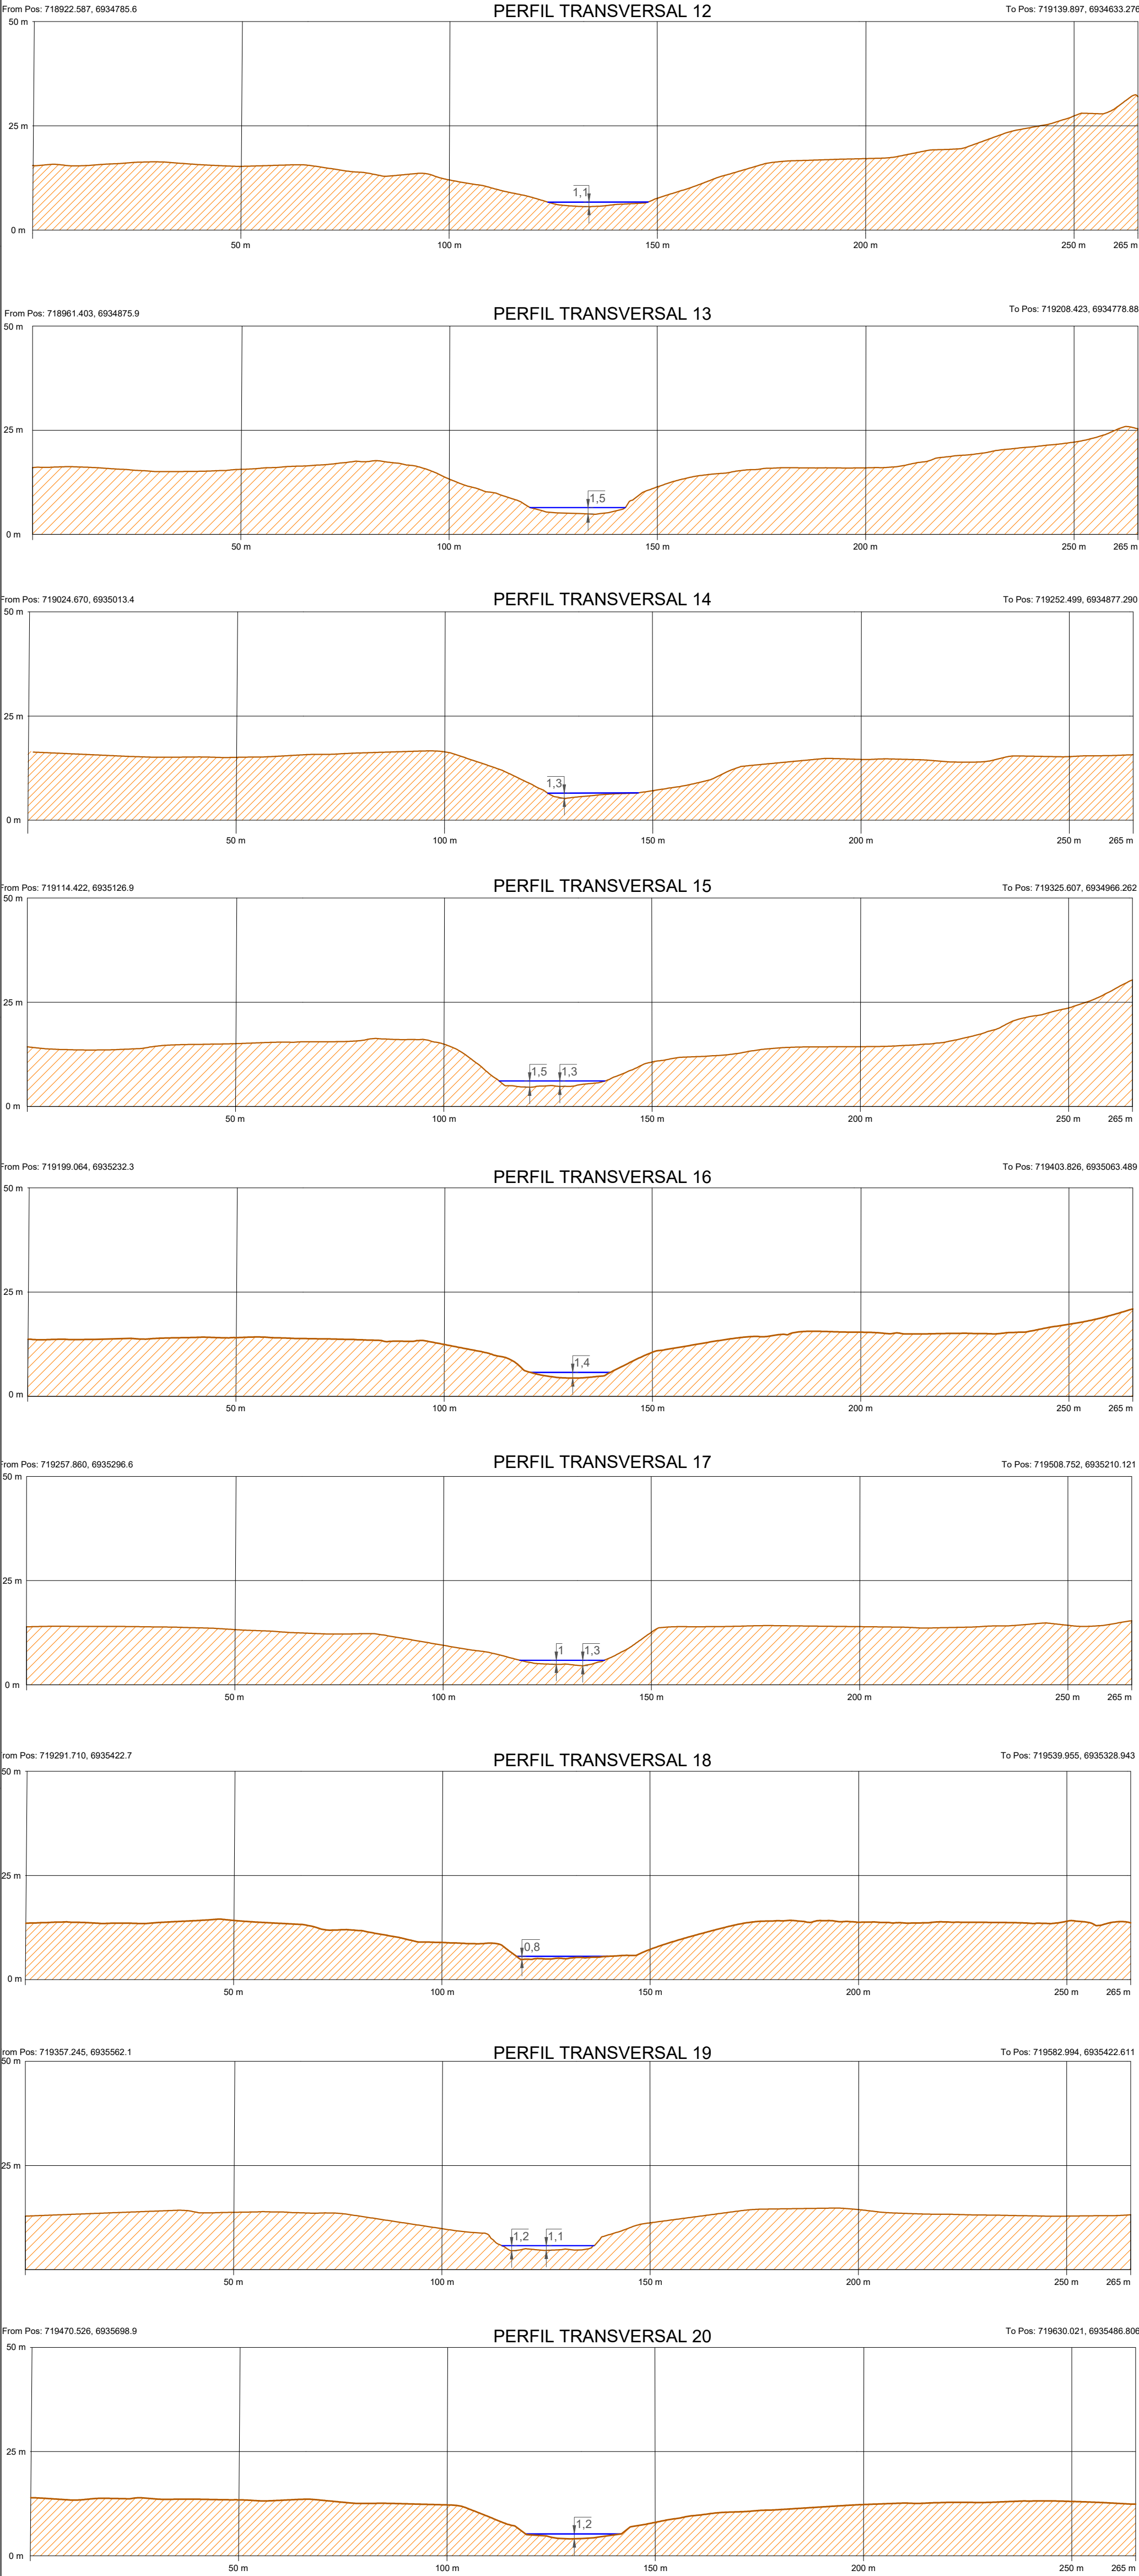 From Pos: 718922.587, 6934785.6
PERFIL TRANSVERSAL 12
To Pos: 719139.897, 6934633.276
50 m
25 m
1,1
0 m
50 m 100 m 150 m 200 m 250 m 265 m
From Pos: 718961.403, 6934875.9
PERFIL TRANSVERSAL 13
To Pos: 719208.423, 6934778.88
50 m
25 m
1,5
0 m
50 m 100 m 150 m 200 m 250 m 265 m
From Pos: 719024.670, 6935013.4
PERFIL TRANSVERSAL 14
To Pos: 719252.499, 6934877.290
50 m
25 m
1,3
0 m
50 m 100 m 150 m 200 m 250 m 265 m
From Pos: 719114.422, 6935126.9
PERFIL TRANSVERSAL 15
To Pos: 719325.607, 6934966.262
50 m
25 m
1,5 1,3
0 m
50 m 100 m 150 m 200 m 250 m 265 m
From Pos: 719199.064, 6935232.3
PERFIL TRANSVERSAL 16
To Pos: 719403.826, 6935063.489
50 m
25 m
1,4
0 m
50 m 100 m 150 m 200 m 250 m 265 m
From Pos: 719257.860, 6935296.6
PERFIL TRANSVERSAL 17
To Pos: 719508.752, 6935210.121
50 m
25 m
1 1,3
0 m
50 m 100 m 150 m 200 m 250 m 265 m
rom Pos: 719291.710, 6935422.7
PERFIL TRANSVERSAL 18
To Pos: 719539.955, 6935328.943
50 m
25 m
0,8
0 m
50 m 100 m 150 m 200 m 250 m 265 m
rom Pos: 719357.245, 6935562.1
PERFIL TRANSVERSAL 19
To Pos: 719582.994, 6935422.611
50 m
25 m
1,2 1,1
50 m 100 m 150 m 200 m 250 m 265 m
From Pos: 719470.526, 6935698.9
PERFIL TRANSVERSAL 20
To Pos: 719630.021, 6935486.806
50 m
25 m
1,2
0 m
50 m 100 m 150 m 200 m 250 m 265 m